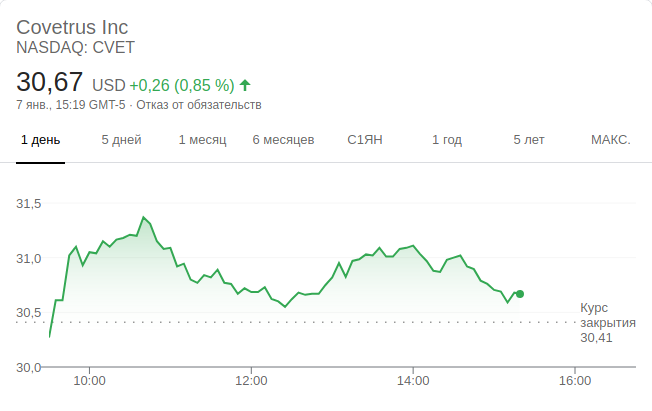 Covetrus Inc
NASDAQ: CVET
30,67 USD +0,26 (0,85 %)
7 янв., 15:19 GMT-5 · Отказ от обязательств
1 день 5 дней 1 месяц 6 месяцев С1ЯН 1 год 5 лет МАКС.
31,5
31,0
30,5
Курс
закрытия
30,41
30,0
10:00 12:00 14:00 16:00